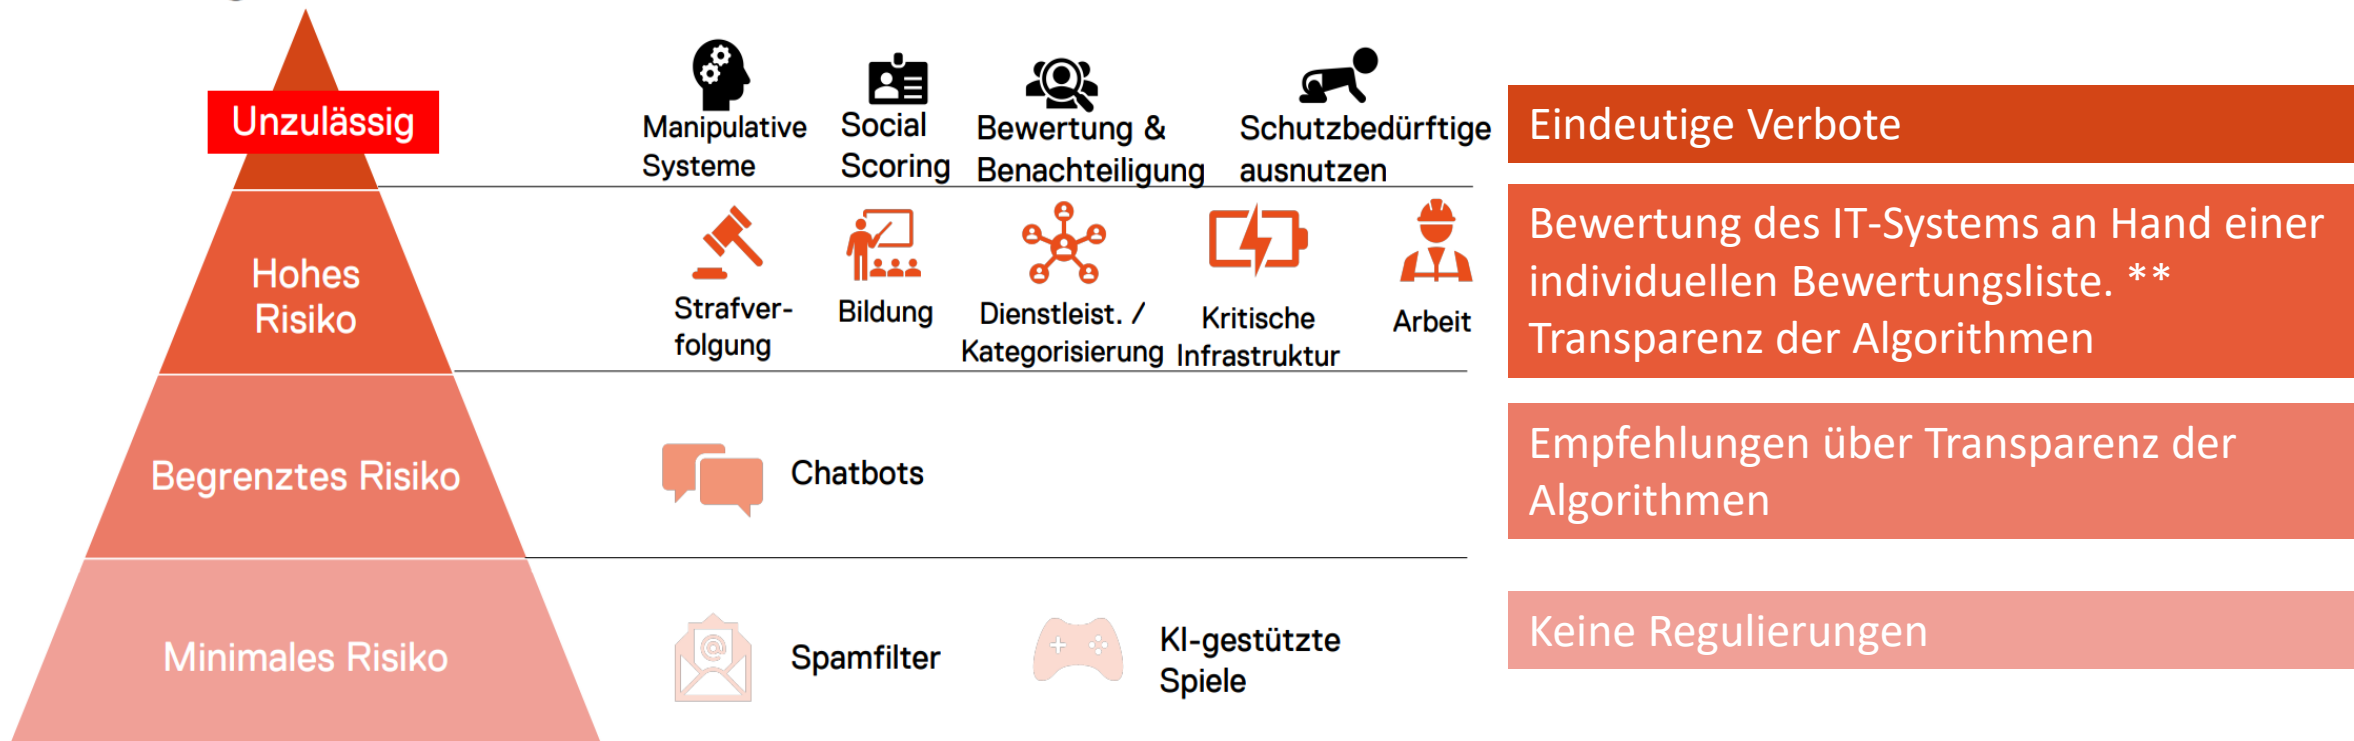 Unzulässig
Manipulative
Systeme
Social
Scoring
Bewertung &
Benachteiligung
Schutzbedürftige
ausnutzen
Eindeutige Verbote
Hohes
Risiko
Strafver-
folgung
Bildung
Dienstleist. /
Kategorisierung
Kritische
Infrastruktur
Arbeit
Bewertung des IT-Systems an Hand einer
individuellen Bewertungsliste. **
Transparenz der Algorithmen
Begrenztes Risiko
Chatbots
Empfehlungen über Transparenz der
Algorithmen
Minimales Risiko
@
Spamfilter
KI-gestützte
Spiele
Keine Regulierungen